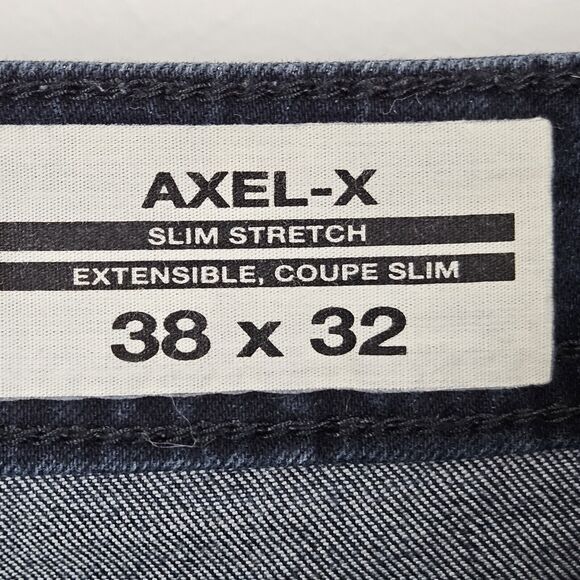 AXEL-X
SLIM STRETCH
EXTENSIBLE, COUPE SLIM
38 x 32